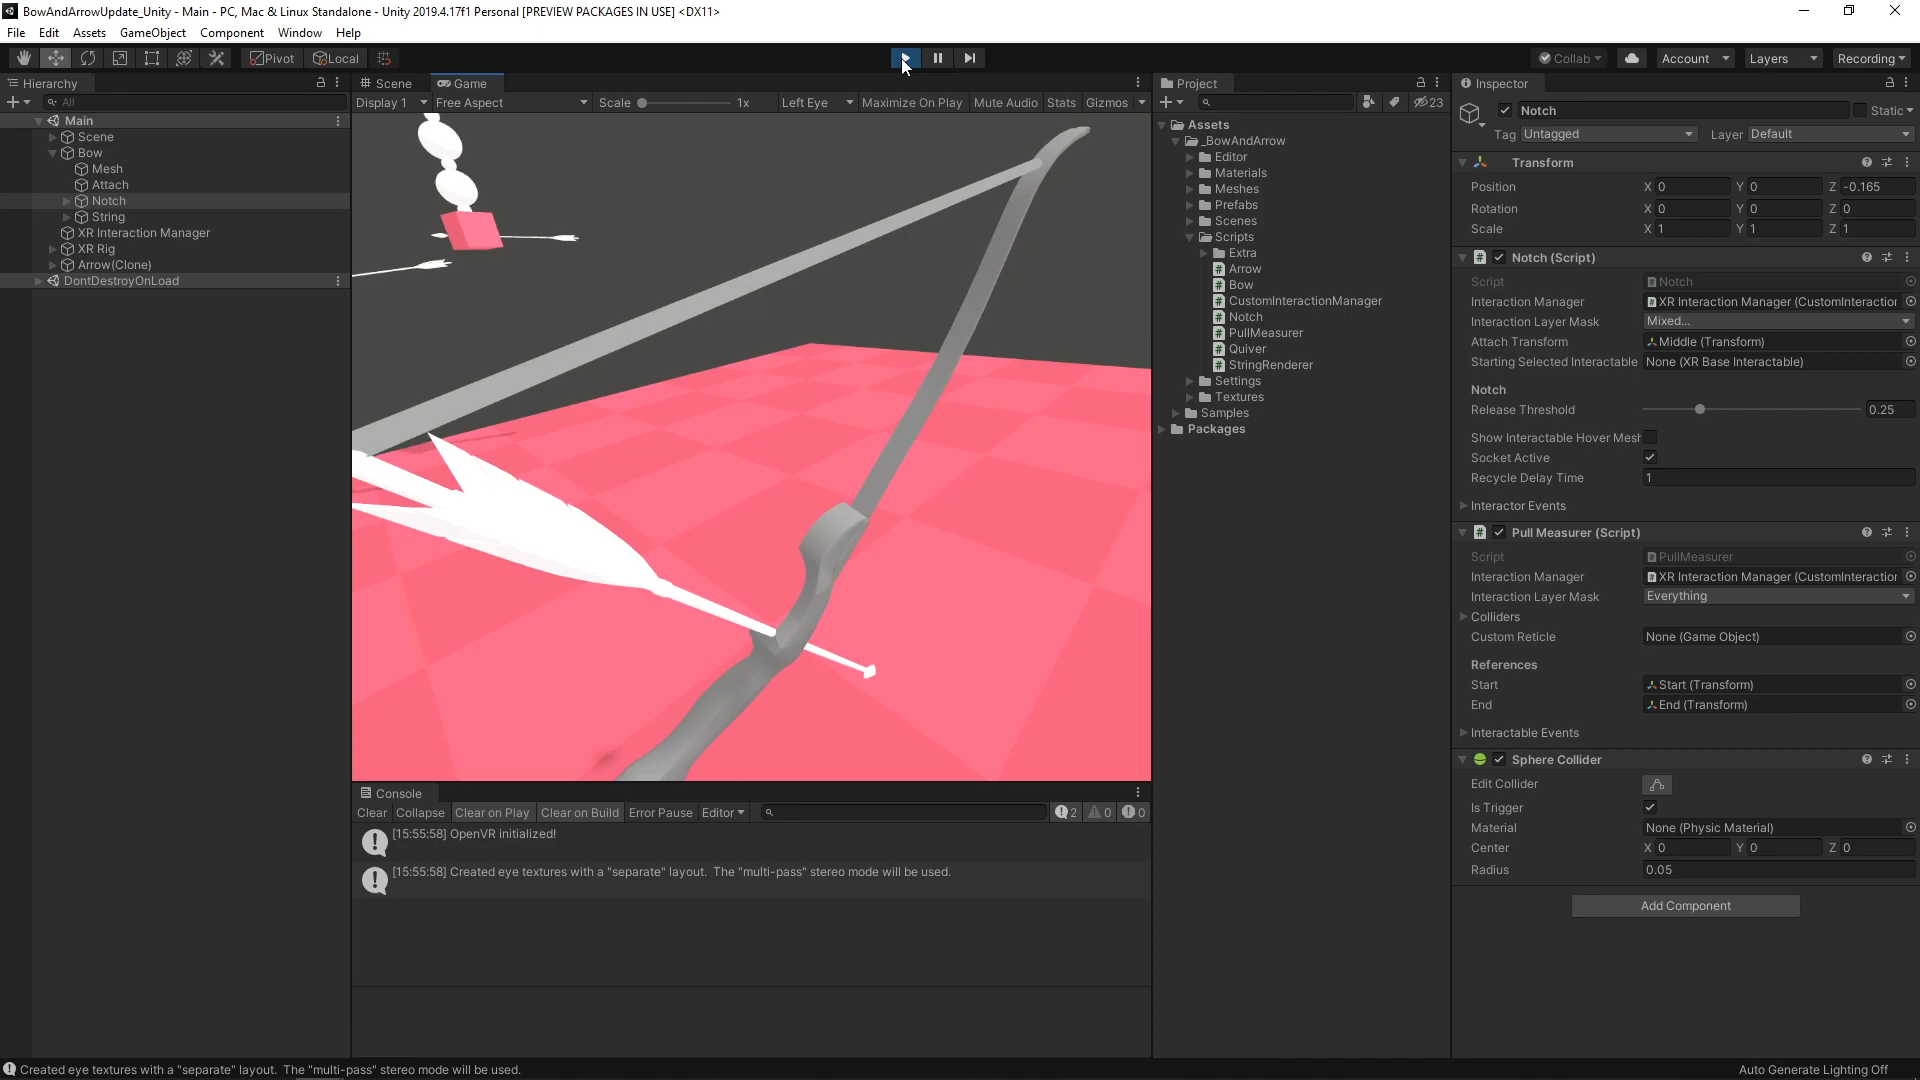 BowAndArrowUpdate_Unity - Main - PC, Mac & Linux Standalone - Unity 2019.4.17f1 Personal [PREVIEW PACKAGES IN USE] <DX11>
File Edit Assets GameObject Component Window Help
Pivot Local Collab Account Layers Recording
Hierarchy
All
Main
Scene
Bow
Mesh
Attach
Notch
String
XR Interaction Manager
XR Rig
Arrow(Clone)
DontDestroyOnLoad
Scene Game
Display 1 Free Aspect Scale 1x Left Eye Maximize On Play Mute Audio Stats Gizmos
Console
Clear Collapse Clear on Play Clear on Build Error Pause Editor 2 0 0
[15:55:58] OpenVR initialized!
[15:55:58] Created eye textures with a "separate" layout.  The "multi-pass" stereo mode will be used.
Project
23
Assets
_BowAndArrow
Editor
Materials
Meshes
Prefabs
Scenes
Scripts
Extra
Arrow
Bow
CustomInteractionManager
Notch
PullMeasurer
Quiver
StringRenderer
Settings
Textures
Samples
Packages
Inspector
Notch Static
Tag Untagged Layer Default
Transform
Position X 0 Y 0 Z -0.165
Rotation X 0 Y 0 Z 0
Scale X 1 Y 1 Z 1
Notch (Script)
Script Notch
Interaction Manager XR Interaction Manager (CustomInteraction
Interaction Layer Mask Mixed...
Attach Transform Middle (Transform)
Starting Selected Interactable None (XR Base Interactable)
Notch
Release Threshold 0.25
Show Interactable Hover Mesh
Socket Active
Recycle Delay Time 1
Interactor Events
Pull Measurer (Script)
Script PullMeasurer
Interaction Manager XR Interaction Manager (CustomInteraction
Interaction Layer Mask Everything
Colliders
Custom Reticle None (Game Object)
References
Start Start (Transform)
End End (Transform)
Interactable Events
Sphere Collider
Edit Collider
Is Trigger
Material None (Physic Material)
Center X 0 Y 0 Z 0
Radius 0.05
Add Component
Created eye textures with a "separate" layout.  The "multi-pass" stereo mode will be used.
Auto Generate Lighting Off